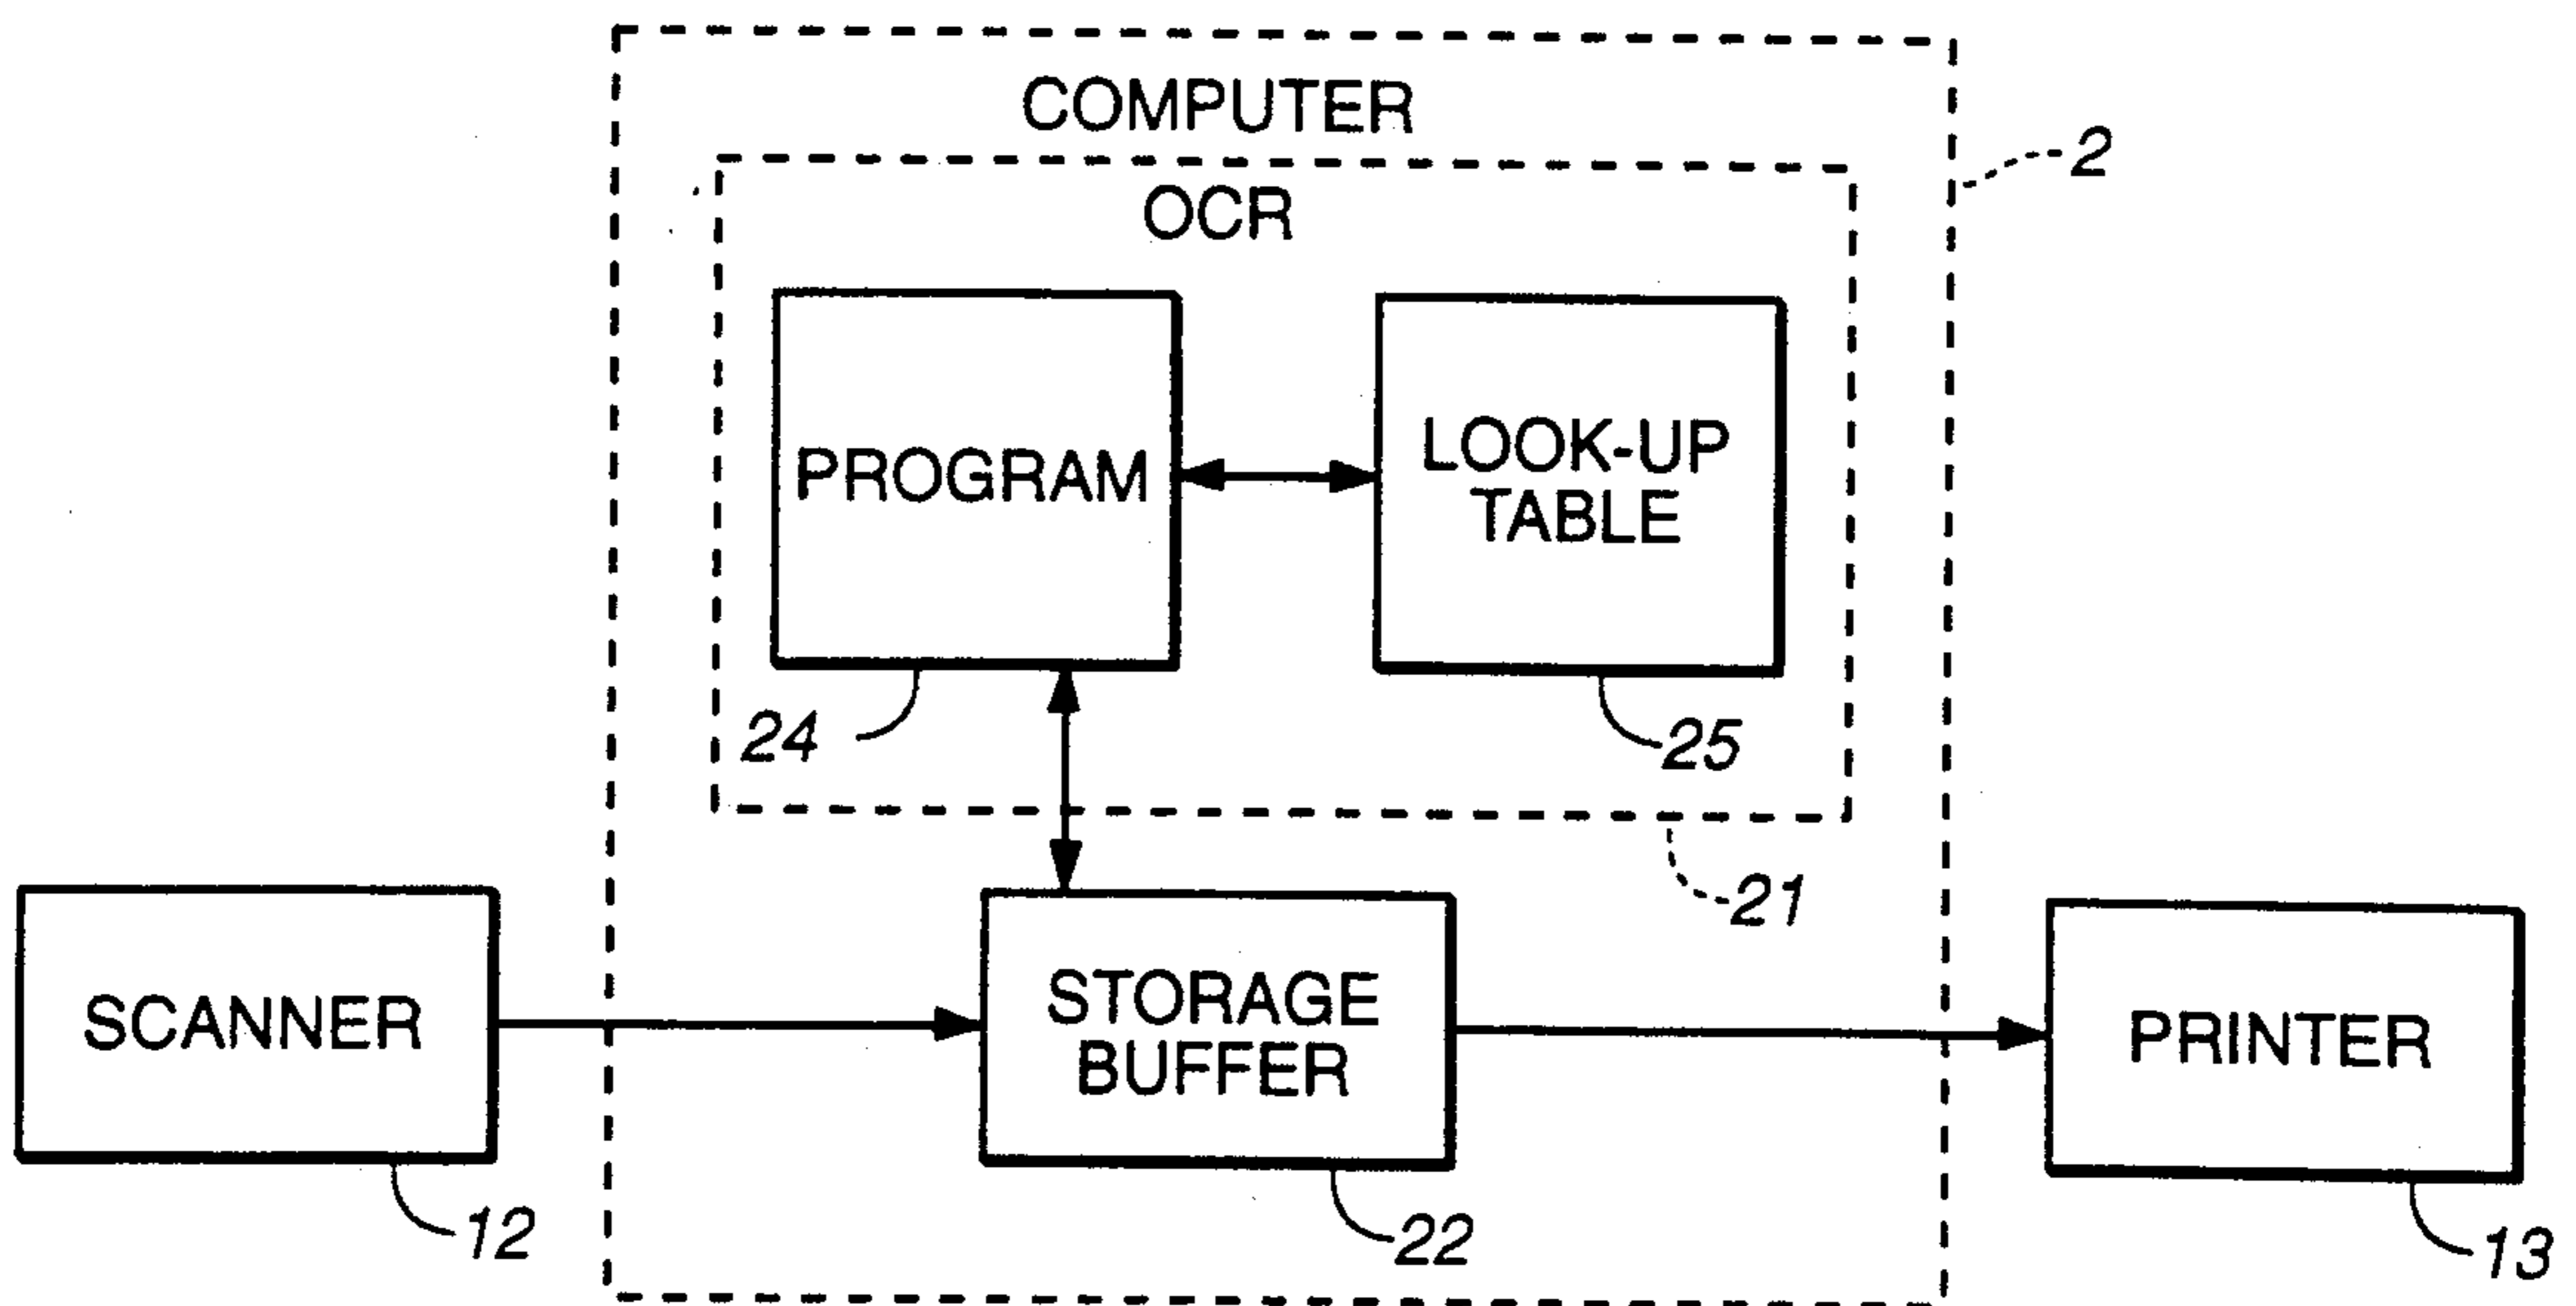 COMPUTER
2
OCR
PROGRAM
LOOK-UP
TABLE
24
25
21
SCANNER
STORAGE
BUFFER
PRINTER
12
22
13